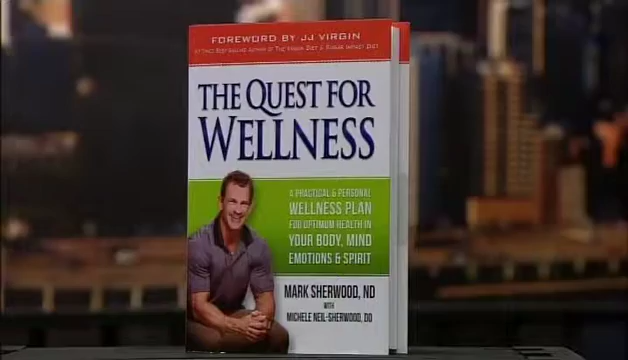 FOREWORD BY JJ VIRGIN
THE QUEST FOR
WELLNESS
A PRACTICAL & PERSONAL
WELLNESS PLAN
FOR OPTIMUM HEALTH IN
YOUR BODY, MIND
EMOTIONS & SPIRIT
MARK SHERWOOD, ND
WITH
MICHELE NEIL-SHERWOOD, DO